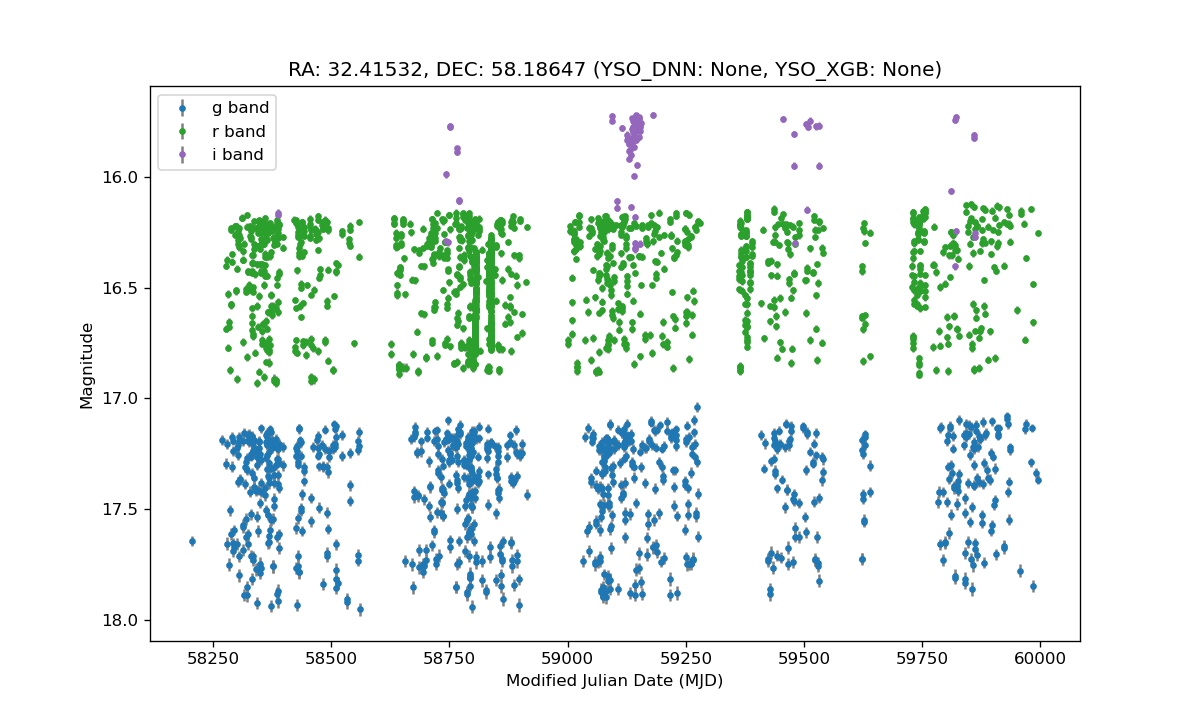 RA: 32.41532, DEC: 58.18647 (YSO_DNN: None, YSO_XGB: None)
g band
r band
i band
16.0
16.5
17.0
17.5
18.0
Magnitude
58250 58500 58750 59000 59250 59500 59750 60000
Modified Julian Date (MJD)